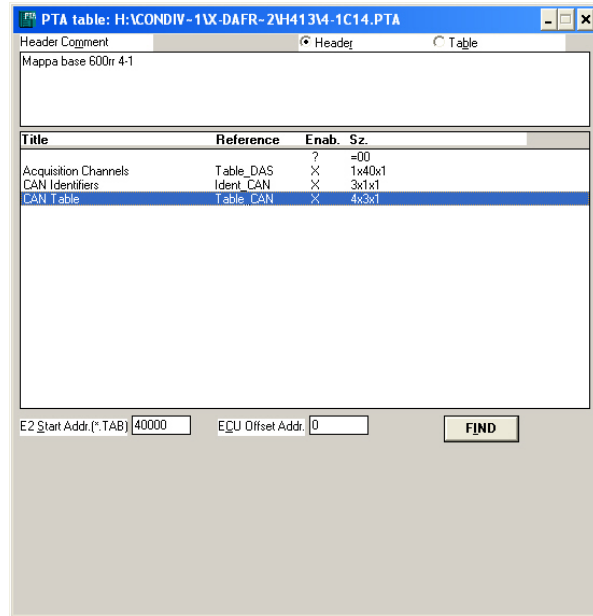 PTA table: H:\CONDIV~1\X-DAFR~2\H413\4-1C14.PTA
Header Comment Header Table
Mappa base 600rr 4-1
Title Reference Enab. Sz.
? =00
Acquisition Channels Table_DAS X 1x40x1
CAN Identifiers Ident_CAN X 3x1x1
CAN Table Table_CAN X 4x3x1
E2 Start Addr.(*.TAB) 40000 ECU Offset Addr. 0 FIND